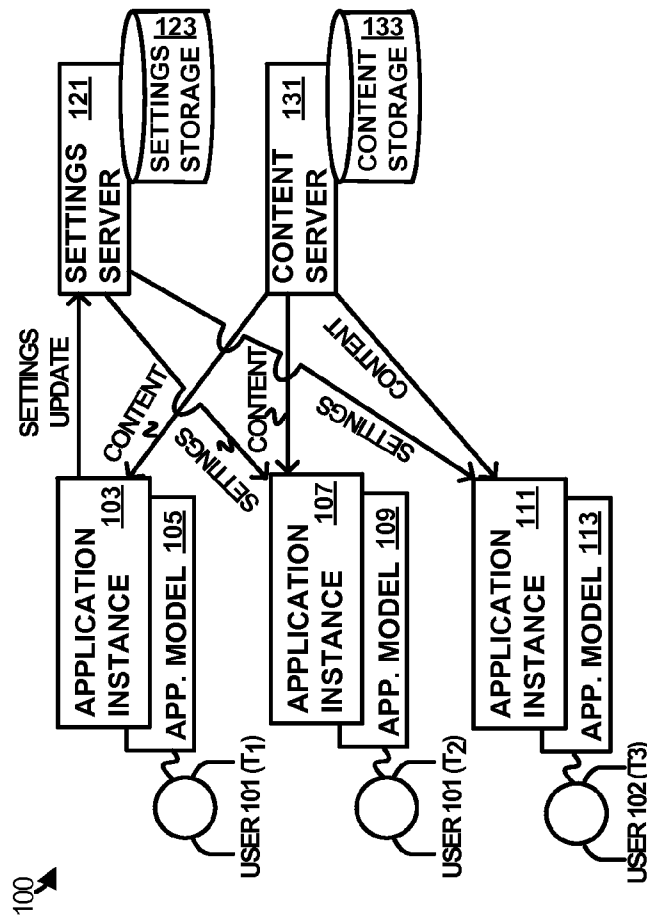 100
USER 101 (T1)
APPLICATION
INSTANCE
103
APP. MODEL 105
SETTINGS
UPDATE
SETTINGS
SERVER
121
SETTINGS
STORAGE
123
CONTENT
SETTINGS
USER 101 (T2)
APPLICATION
INSTANCE
107
APP. MODEL 109
CONTENT
CONTENT
SERVER
131
CONTENT
STORAGE
133
SETTINGS
CONTENT
USER 102 (T3)
APPLICATION
INSTANCE
111
APP. MODEL 113